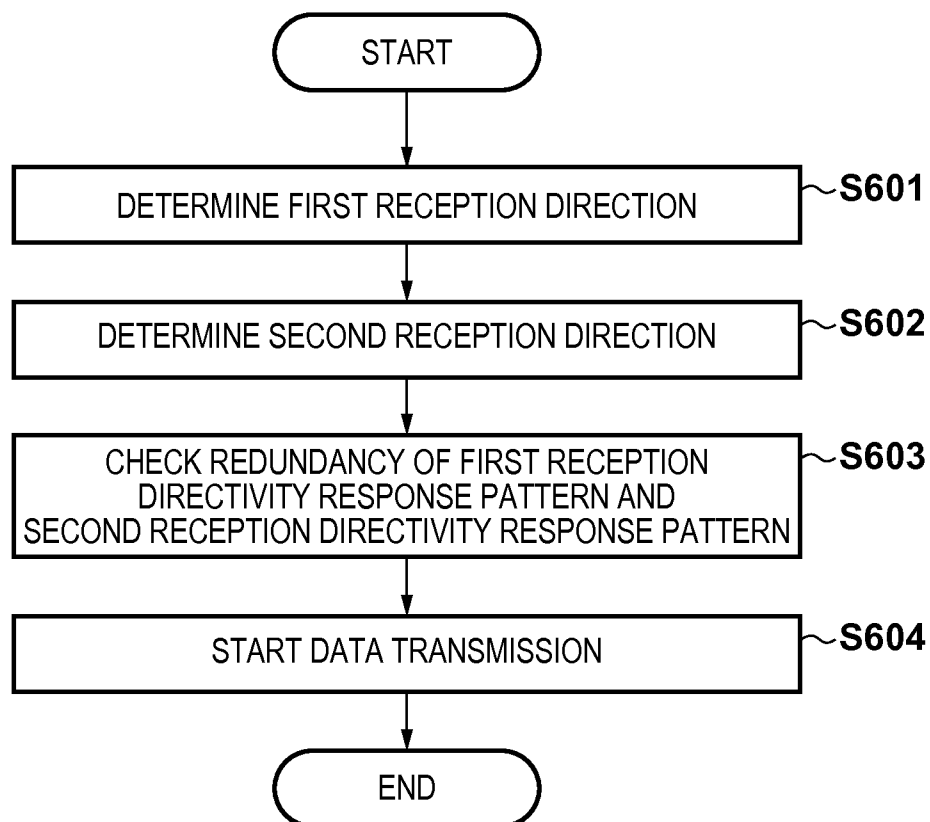 START
DETERMINE FIRST RECEPTION DIRECTION
S601
DETERMINE SECOND RECEPTION DIRECTION
S602
CHECK REDUNDANCY OF FIRST RECEPTION
DIRECTIVITY RESPONSE PATTERN AND
SECOND RECEPTION DIRECTIVITY RESPONSE PATTERN
S603
START DATA TRANSMISSION
S604
END